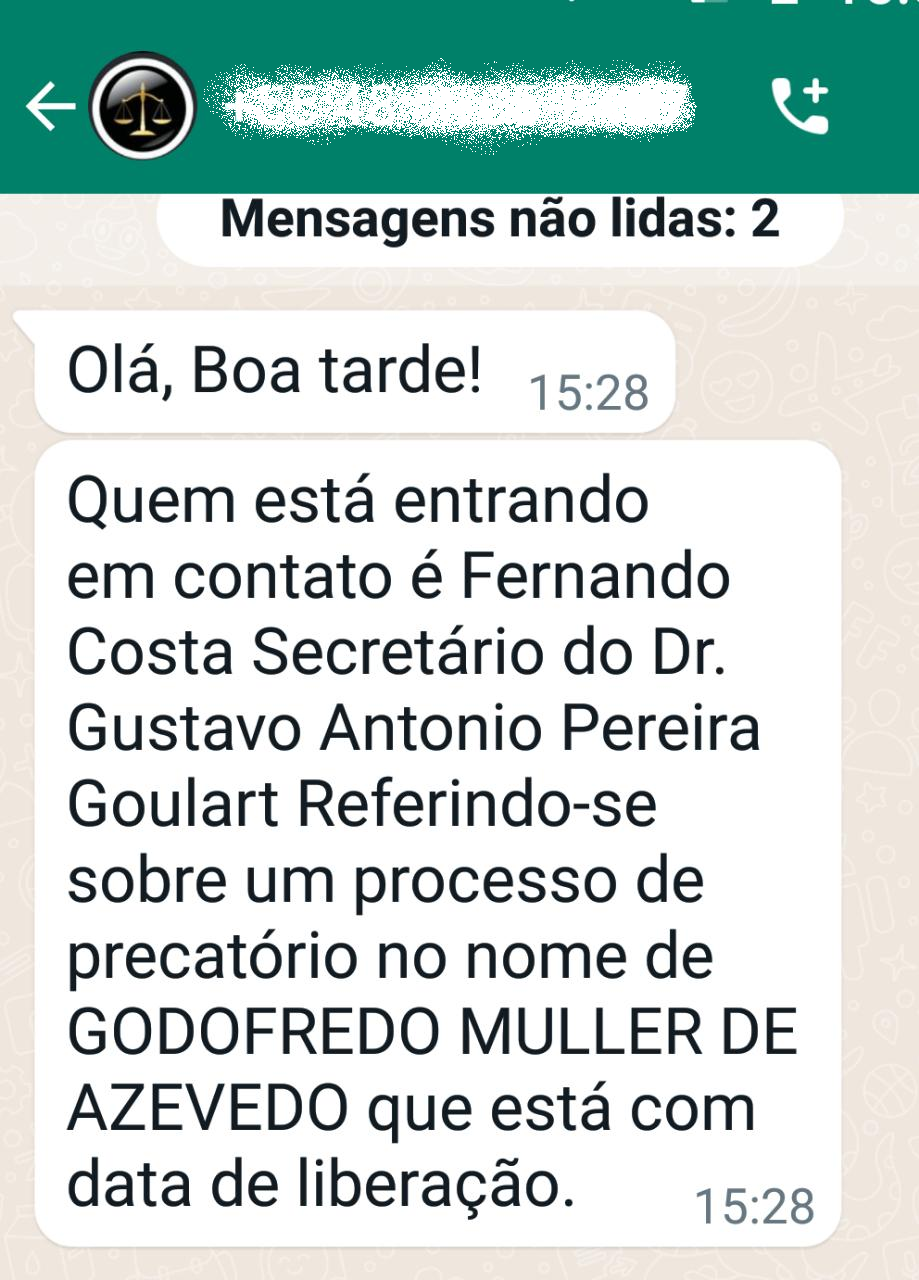 Mensagens não lidas: 2
Olá, Boa tarde!
15:28
Quem está entrando
em contato é Fernando
Costa Secretário do Dr.
Gustavo Antonio Pereira
Goulart Referindo-se
sobre um processo de
precatório no nome de
GODOFREDO MULLER DE
AZEVEDO que está com
data de liberação.
15:28